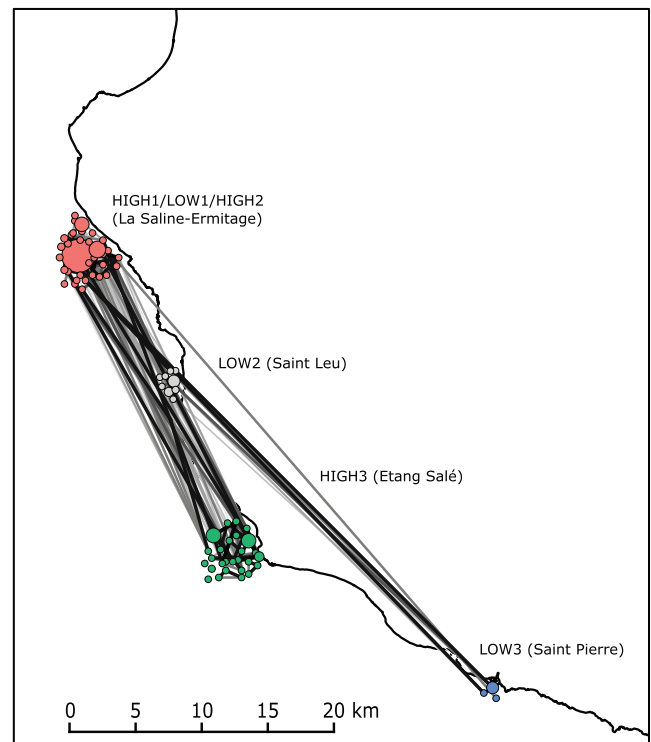 HIGH1/LOW1/HIGH2
(La Saline-Ermitage)
LOW2 (Saint Leu)
HIGH3 (Etang Salé)
LOW3 (Saint Pierre)
0 5 10 15 20 km